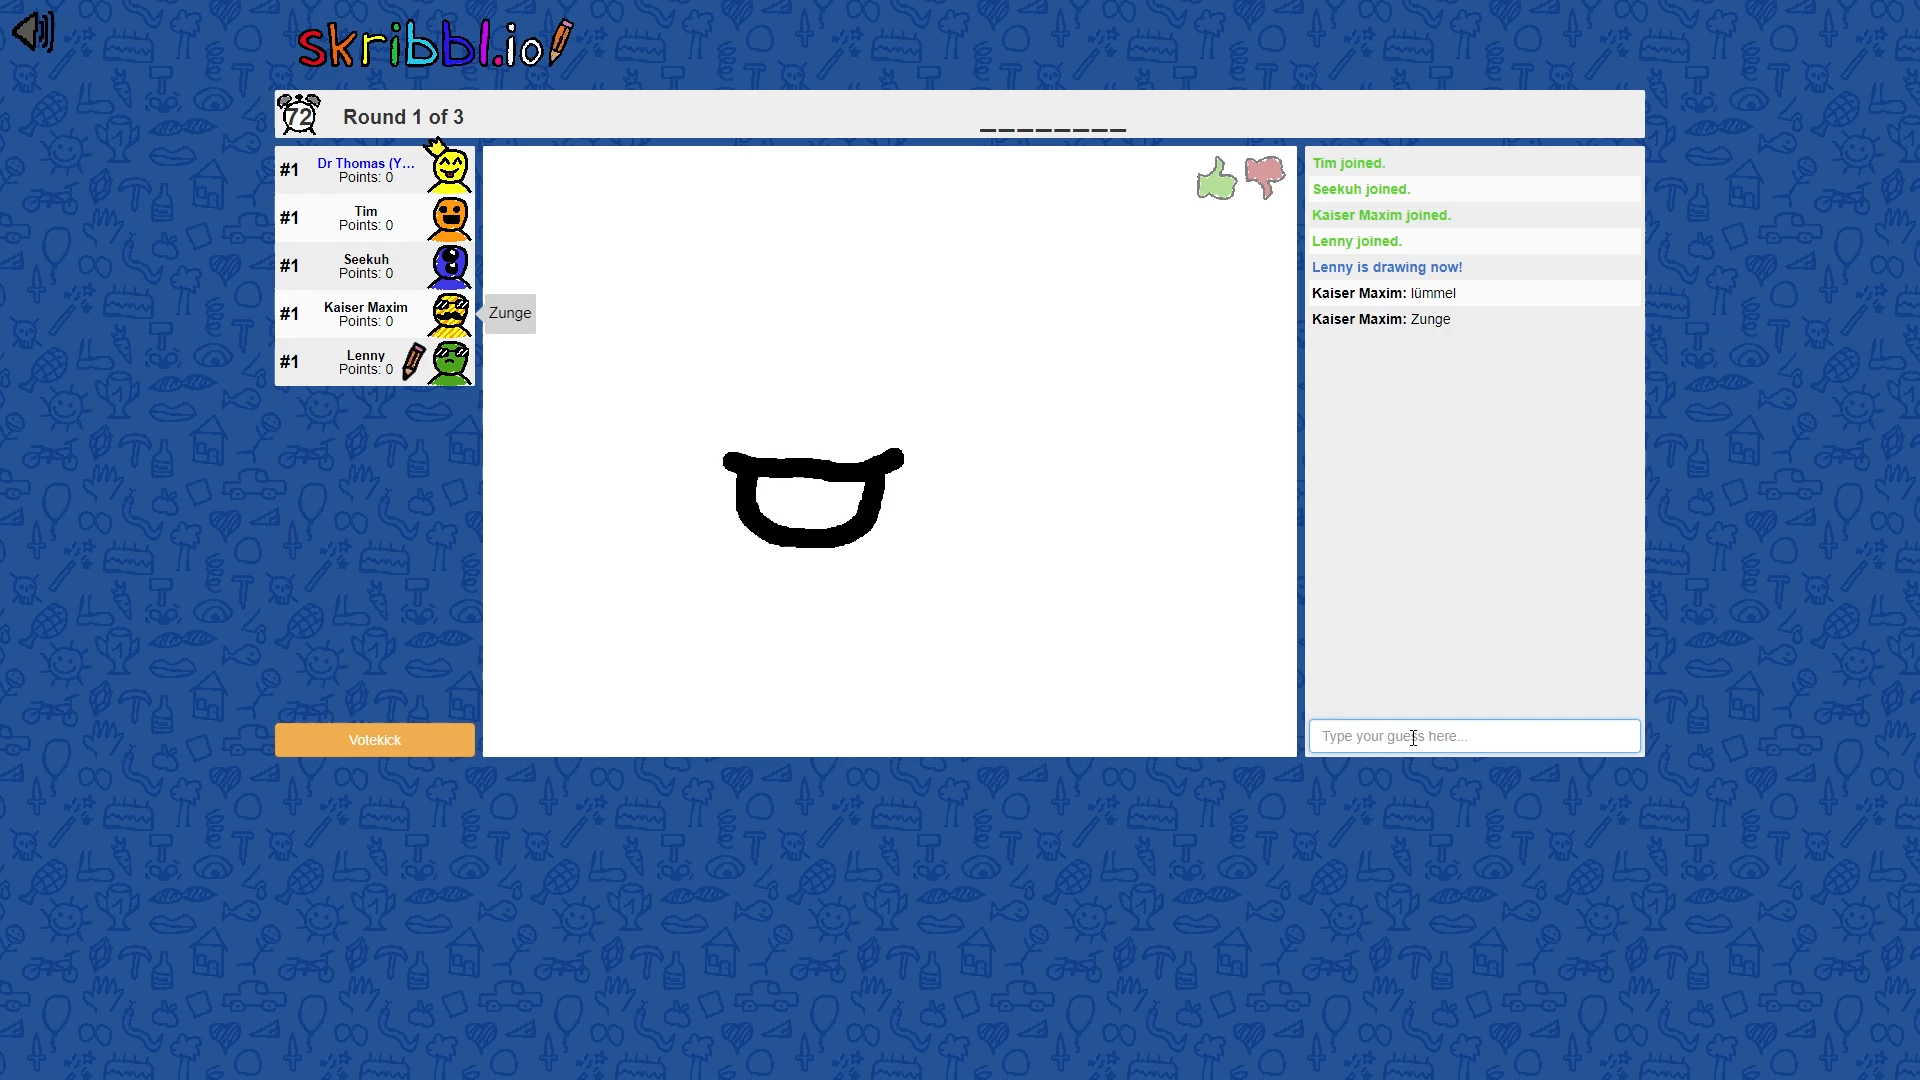 skribbl.io
72
Round 1 of 3
________
#1
Dr Thomas (Y...
Points: 0
#1
Tim
Points: 0
#1
Seekuh
Points: 0
#1
Kaiser Maxim
Points: 0
Zunge
#1
Lenny
Points: 0
Votekick
Tim joined.
Seekuh joined.
Kaiser Maxim joined.
Lenny joined.
Lenny is drawing now!
Kaiser Maxim: lümmel
Kaiser Maxim: Zunge
Type your guess here...